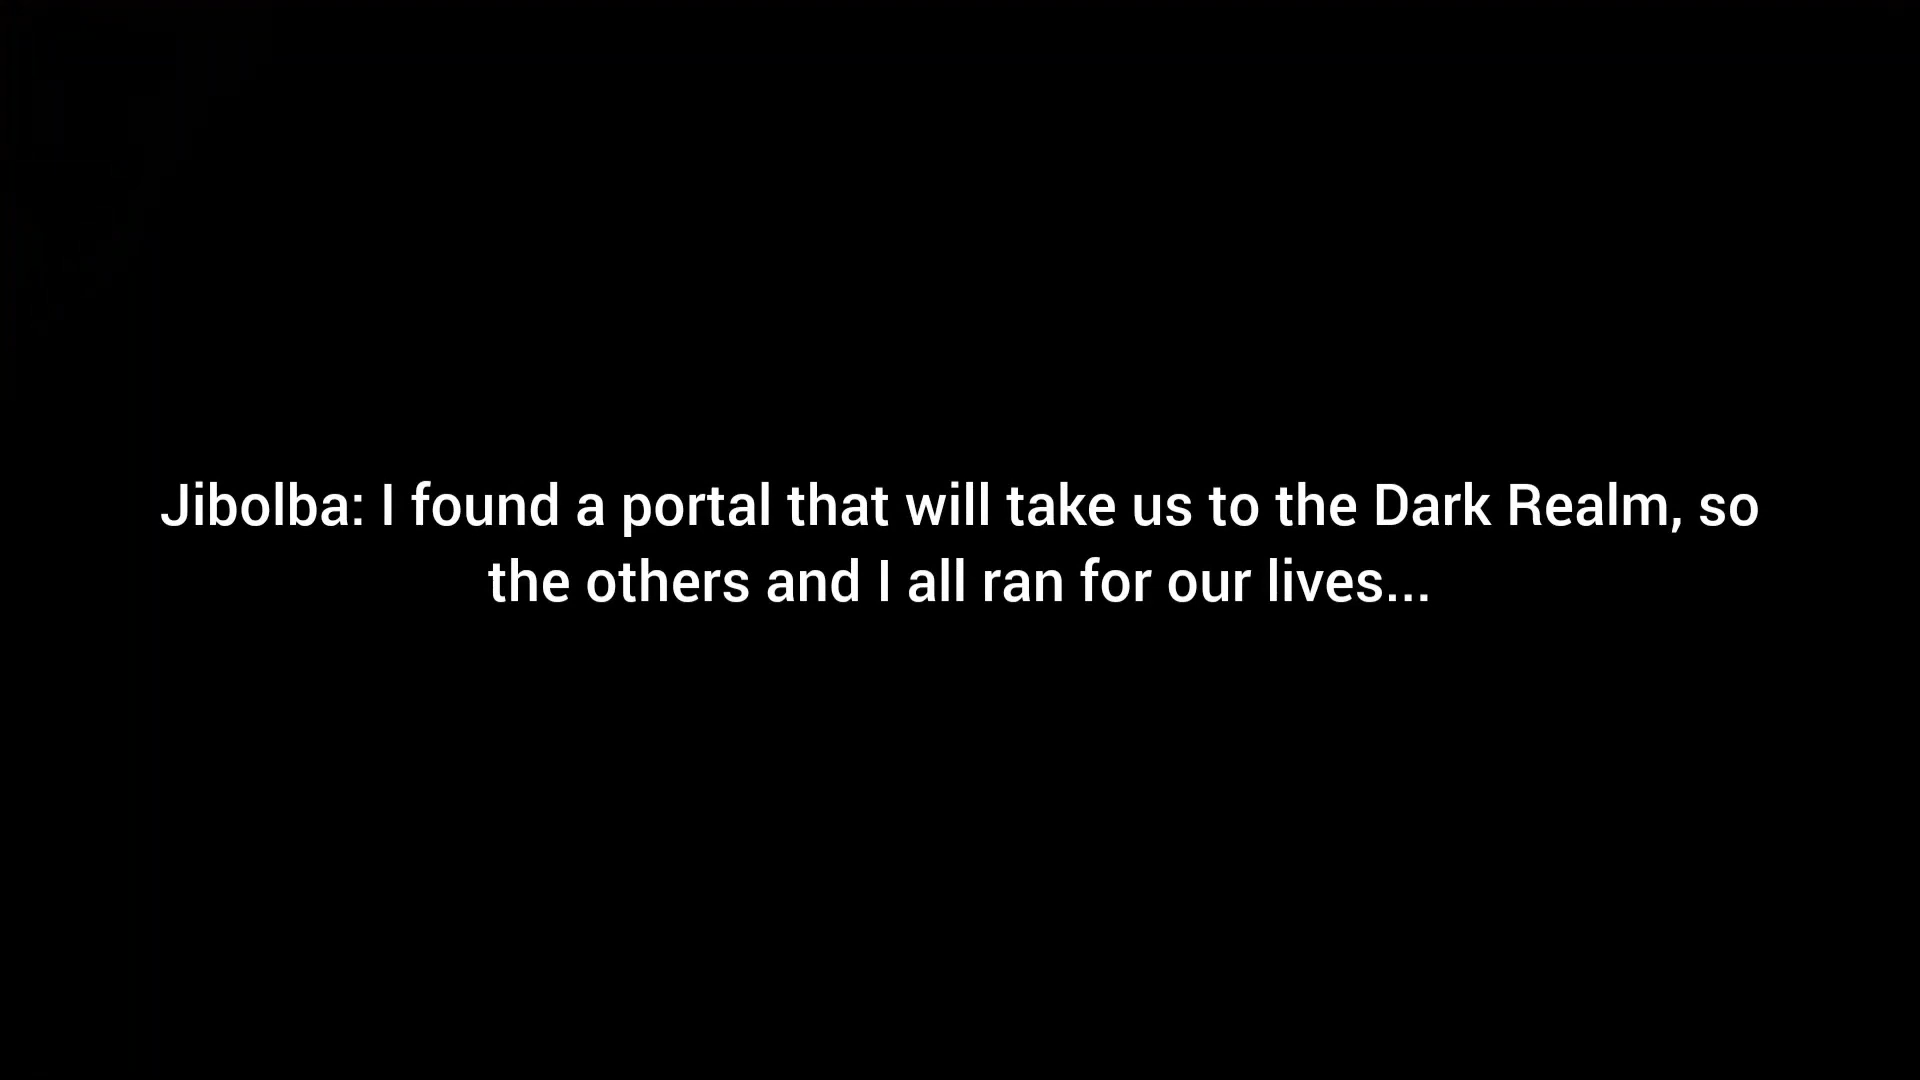 Jibolba: I found a portal that will take us to the Dark Realm, so
the others and I all ran for our lives...